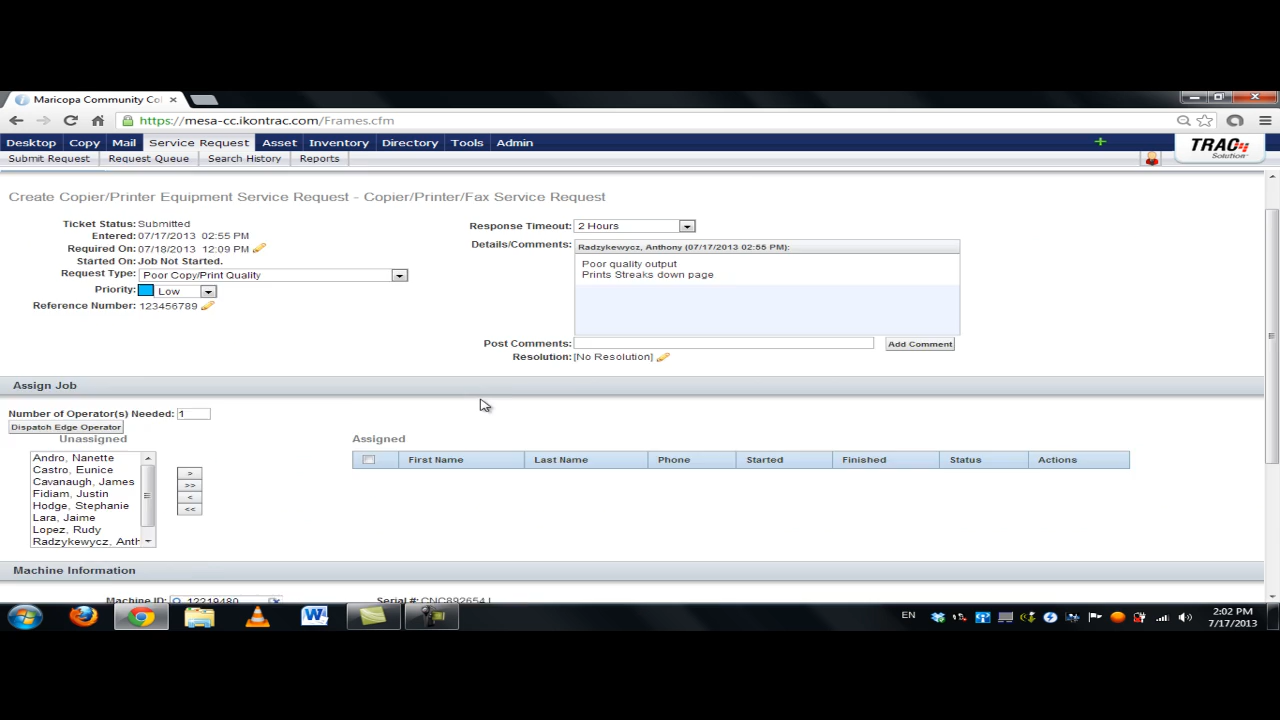 Maricopa Community Col
https://mesa-cc.ikontrac.com/Frames.cfm
Desktop Copy Mail Service Request Asset Inventory Directory Tools Admin
TRAC
Solution
Submit Request Request Queue Search History Reports
Create Copier/Printer Equipment Service Request - Copier/Printer/Fax Service Request
Ticket Status: Submitted
Entered: 07/17/2013 02:55 PM
Required On: 07/18/2013 12:09 PM
Started On: Job Not Started.
Request Type: Poor Copy/Print Quality
Priority: Low
Reference Number: 123456789
Response Timeout: 2 Hours
Details/Comments: Radzykewycz, Anthony (07/17/2013 02:55 PM):
Poor quality output
Prints Streaks down page
Post Comments: Add Comment
Resolution: [No Resolution]
Assign Job
Number of Operator(s) Needed: 1
Dispatch Edge Operator
Unassigned
Andro, Nanette
Castro, Eunice
Cavanaugh, James
Fidiam, Justin
Hodge, Stephanie
Lara, Jaime
Lopez, Rudy
Radzykewycz, Anth
>
>>
<
<<
Assigned
First Name Last Name Phone Started Finished Status Actions
Machine Information
Machine ID: 12219480 Serial #:
EN
2:02 PM
7/17/2013